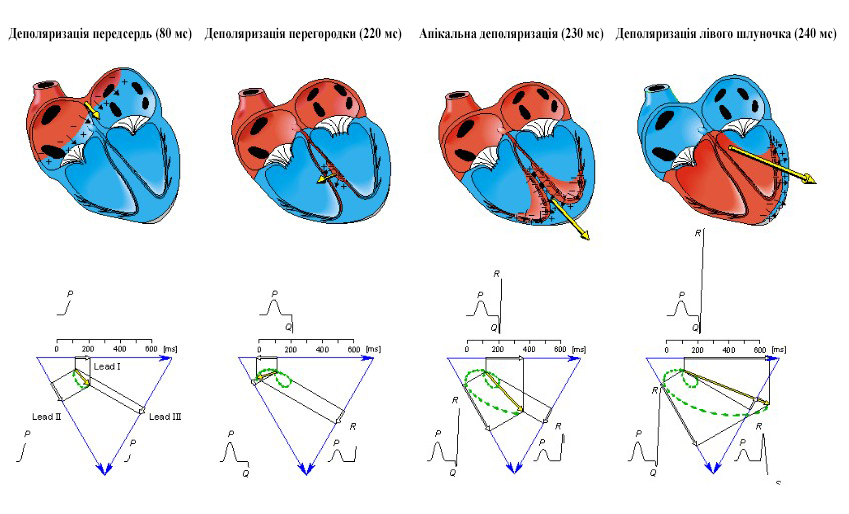 Деполяризація передсердь (80 мс)
Деполяризація перегородки (220 мс)
Апікальна деполяризація (230 мс)
Деполяризація лівого шлуночка (240 мс)
P
P
Q
P
R
Q
P
R
Q
0 200 400 600 [ms]
0 200 400 600 [ms]
0 200 400 600 [ms]
0 200 400 600 [ms]
Lead I
Lead II
Lead III
P
P
P
Q
P
R
P
R
Q
P
R
P
R
Q
P
R
S